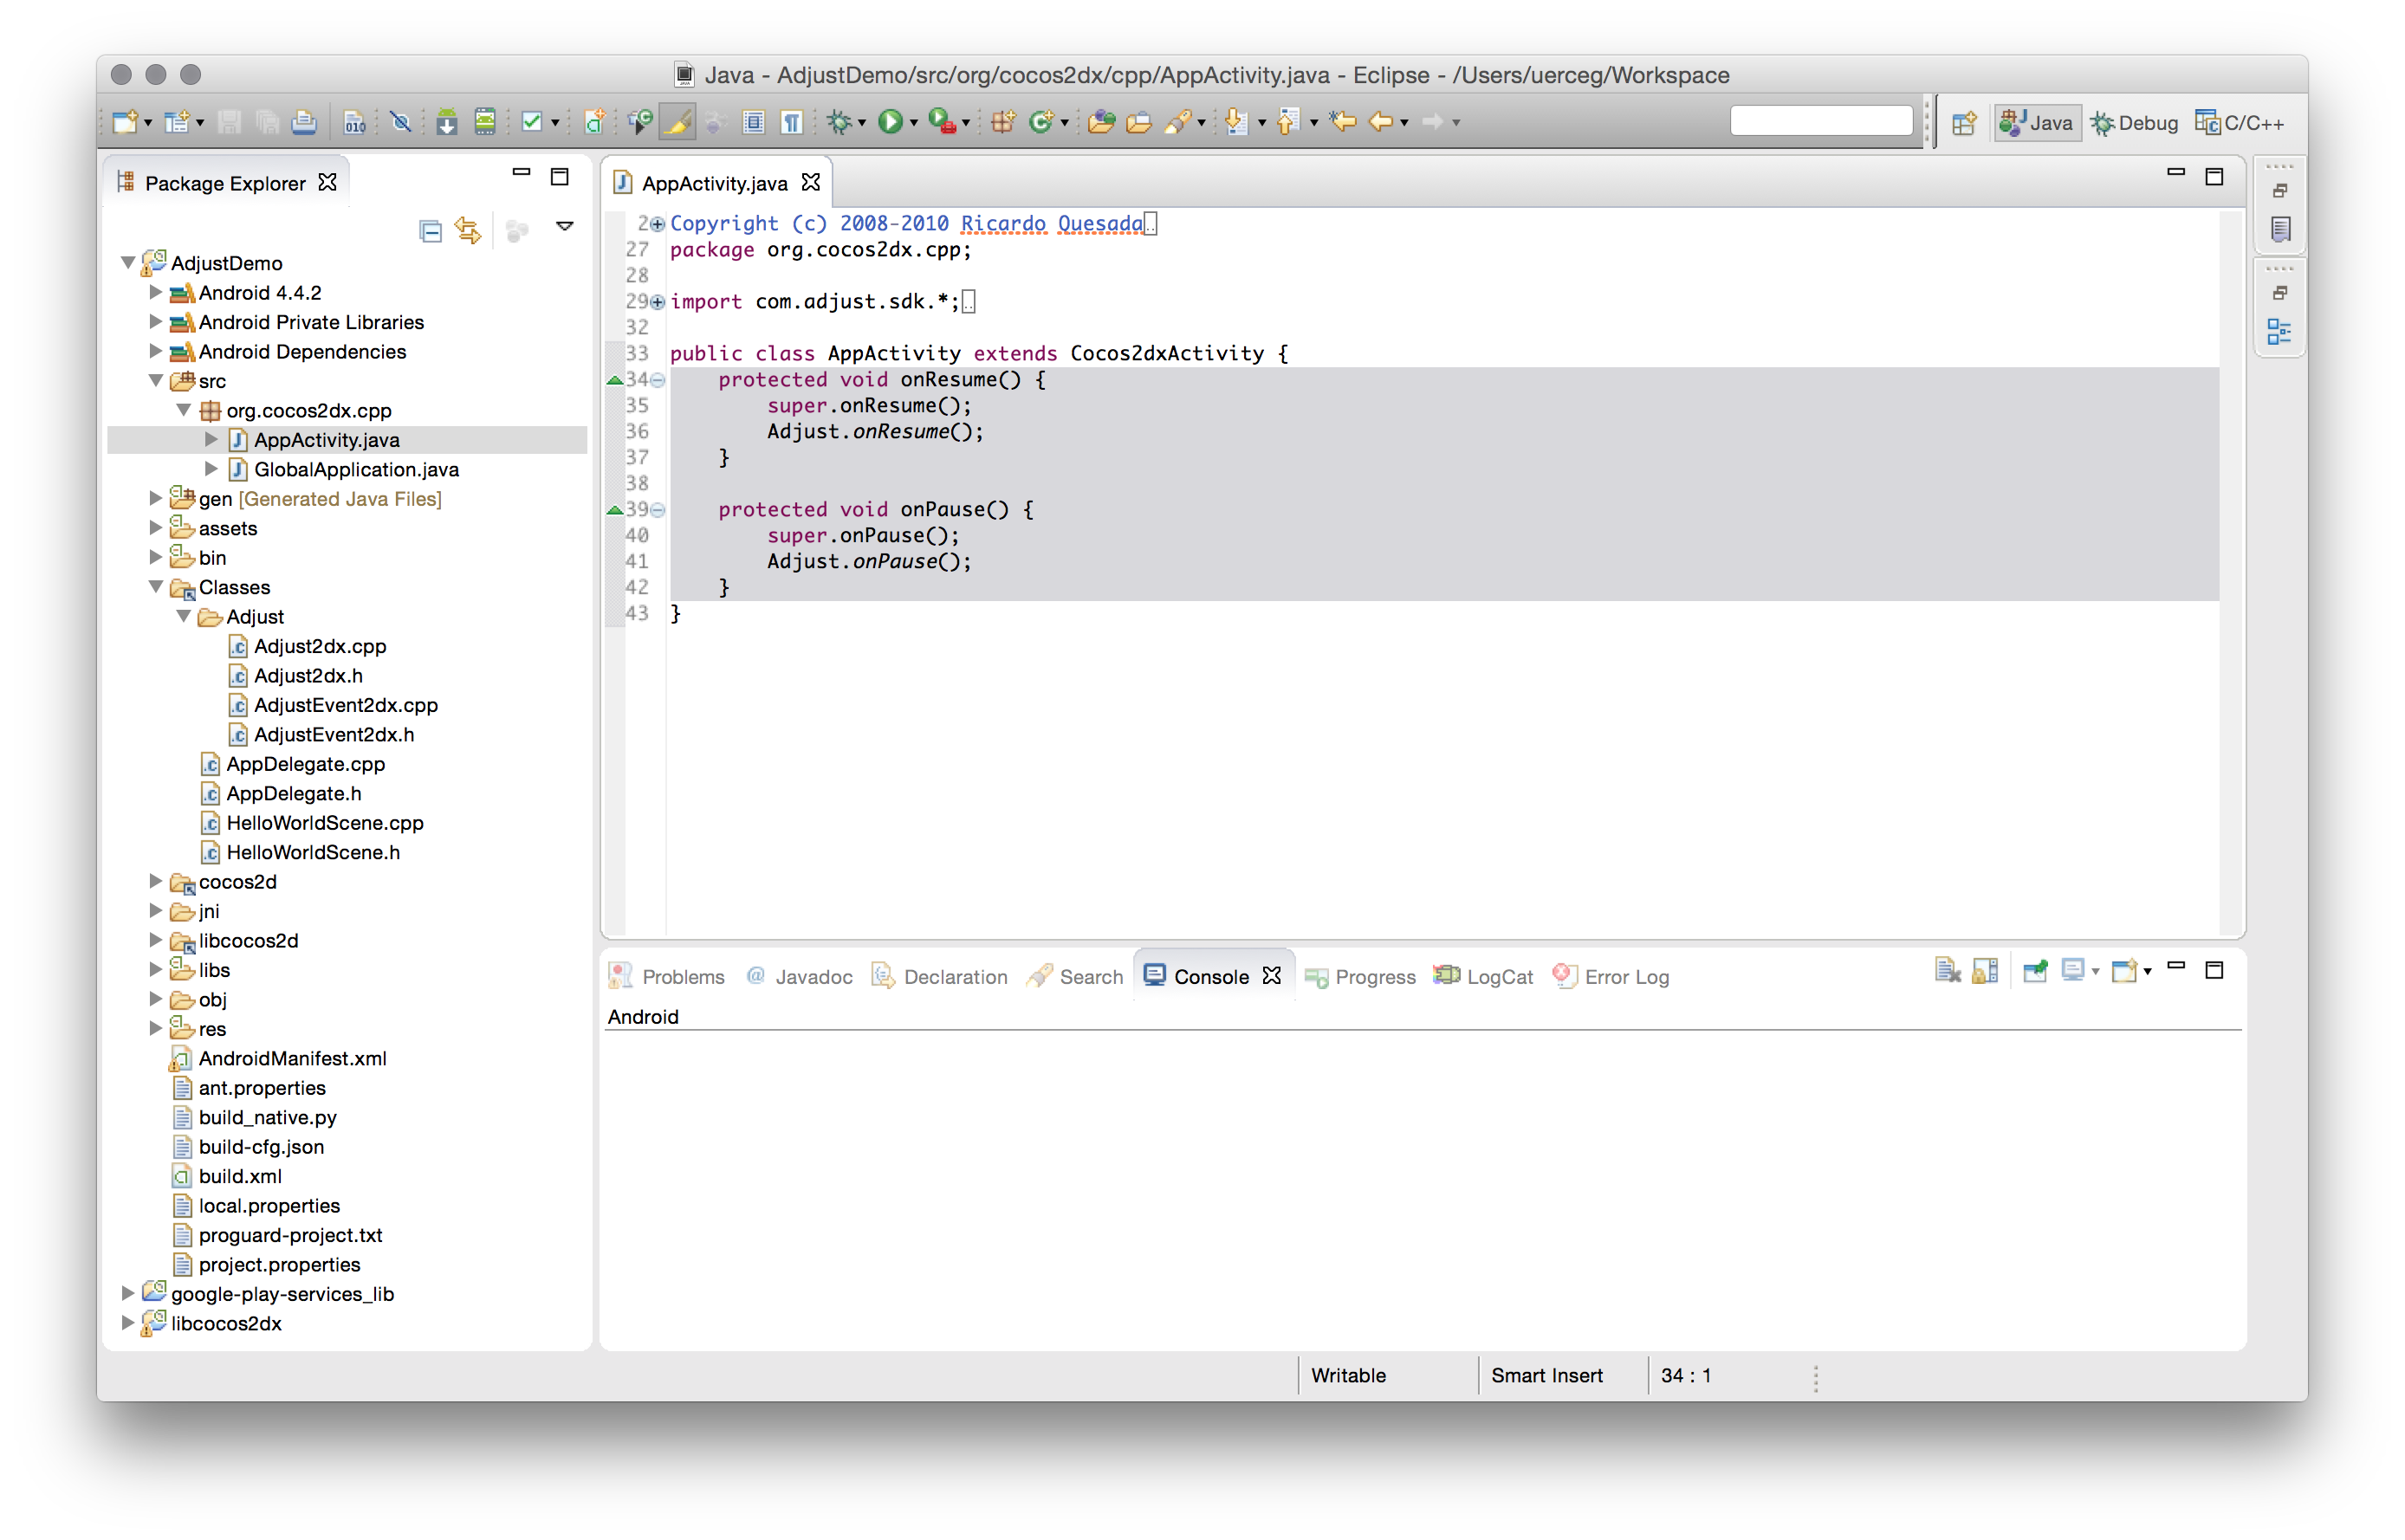 Java - AdjustDemo/src/org/cocos2dx/cpp/AppActivity.java - Eclipse - /Users/uerceg/Workspace
010
Java
Debug
C/C++
Package Explorer
AdjustDemo
Android 4.4.2
Android Private Libraries
Android Dependencies
src
org.cocos2dx.cpp
AppActivity.java
GlobalApplication.java
gen [Generated Java Files]
assets
bin
Classes
Adjust
Adjust2dx.cpp
Adjust2dx.h
AdjustEvent2dx.cpp
AdjustEvent2dx.h
AppDelegate.cpp
AppDelegate.h
HelloWorldScene.cpp
HelloWorldScene.h
cocos2d
jni
libcocos2d
libs
obj
res
AndroidManifest.xml
ant.properties
build_native.py
build-cfg.json
build.xml
local.properties
proguard-project.txt
project.properties
google-play-services_lib
libcocos2dx
AppActivity.java
2 Copyright (c) 2008-2010 Ricardo Quesada..
27 package org.cocos2dx.cpp;
28
29 import com.adjust.sdk.*;..
32
33 public class AppActivity extends Cocos2dxActivity {
34 protected void onResume() {
35 super.onResume();
36 Adjust.onResume();
37 }
38
39 protected void onPause() {
40 super.onPause();
41 Adjust.onPause();
42 }
43 }
Problems @ Javadoc Declaration Search Console Progress LogCat Error Log
Android
Writable
Smart Insert
34 : 1